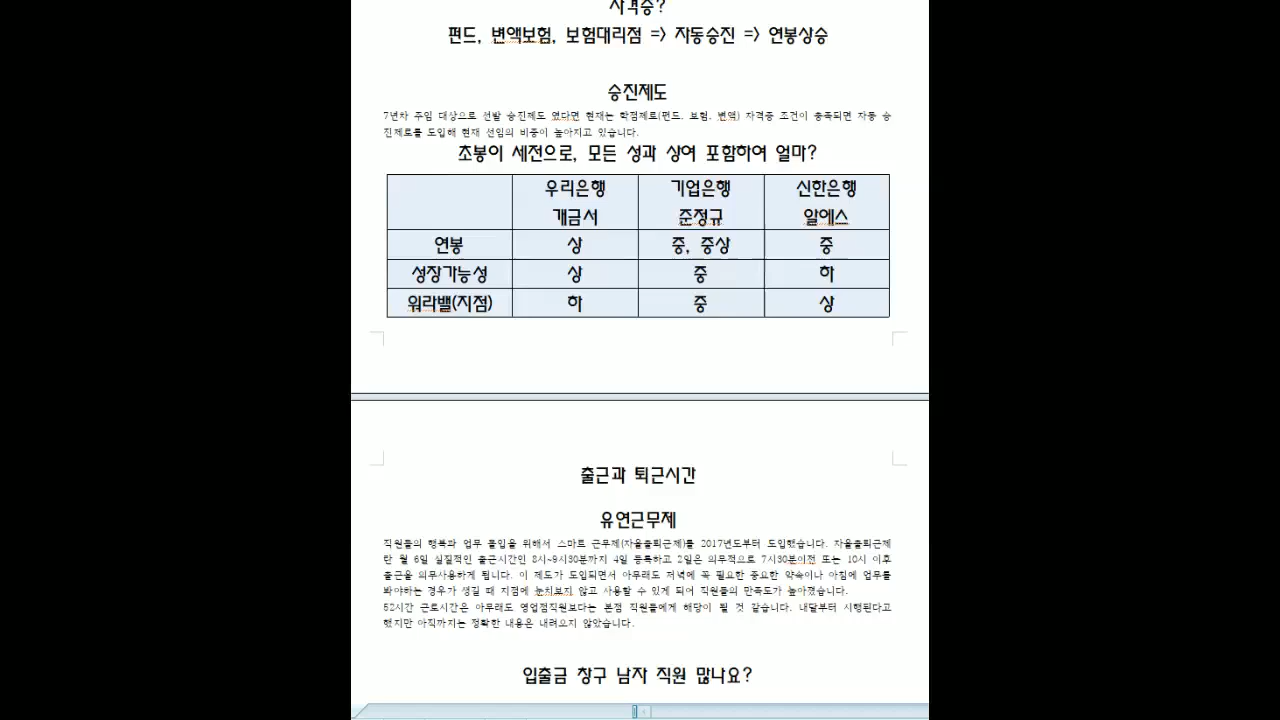 자격증?
펀드, 변액보험, 보험대리점 => 자동승진 => 연봉상승
승진제도
7년차 주임 대상으로 선발 승진제도 였다면 현재는 학점제로(펀드, 보험, 변액) 자격증 조건이 충족되면 자동 승
진제로를 도입해 현재 선임의 비중이 높아지고 있습니다.
초봉이 세전으로, 모든 성과 상여 포함하여 얼마?
우리은행 기업은행 신한은행
개금서 준정규 알에스
연봉 상 중, 중상 중
성장가능성 상 중 하
워라밸(지점) 하 중 상
출근과 퇴근시간
유연근무제
직원들의 행복과 업무 몰입을 위해서 스마트 근무제(자율출퇴근제)를 2017년도부터 도입했습니다. 자율출퇴근제
란 월 6일 실질적인 출근시간인 8시~9시30분까지 4일 등록하고 2일은 의무적으로 7시30분이전 또는 10시 이후
출근을 의무사용하게 됩니다. 이 제도가 도입되면서 아무래도 저녁에 꼭 필요한 중요한 약속이나 아침에 업무를
봐야하는 경우가 생길 때 지점에 눈치보지 않고 사용할 수 있게 되어 직원들의 만족도가 높아졌습니다.
52시간 근로시간은 아무래도 영업점직원보다는 본점 직원들에게 해당이 될 것 같습니다. 내달부터 시행된다고
했지만 아직까지는 정확한 내용은 내려오지 않았습니다.
입출금 창구 남자 직원 많나요?